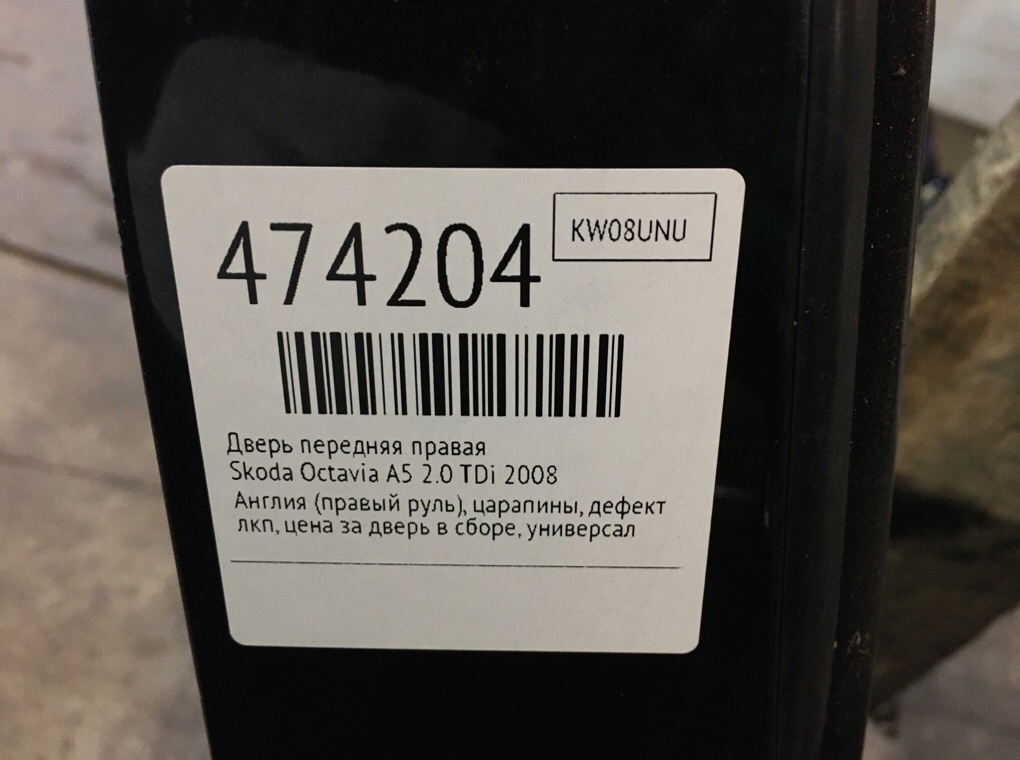 474204
KW08UNU
Дверь передняя правая
Skoda Octavia A5 2.0 TDi 2008
Англия (правый руль), царапины, дефект
лкп, цена за дверь в сборе, универсал